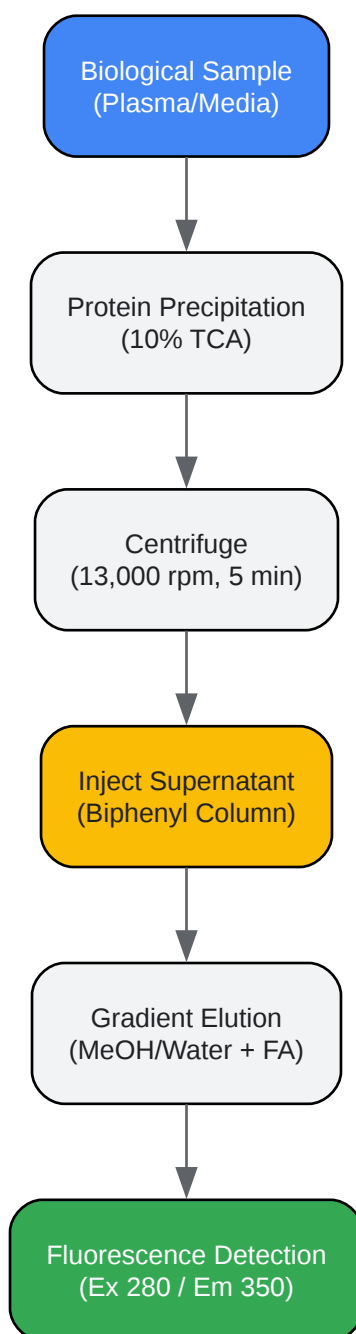 Biological Sample
(Plasma/Media)
Protein Precipitation
(10% TCA)
Centrifuge
(13,000 rpm, 5 min)
Inject Supernatant
(Biphenyl Column)
Gradient Elution
(MeOH/Water + FA)
Fluorescence Detection
(Ex 280 / Em 350)